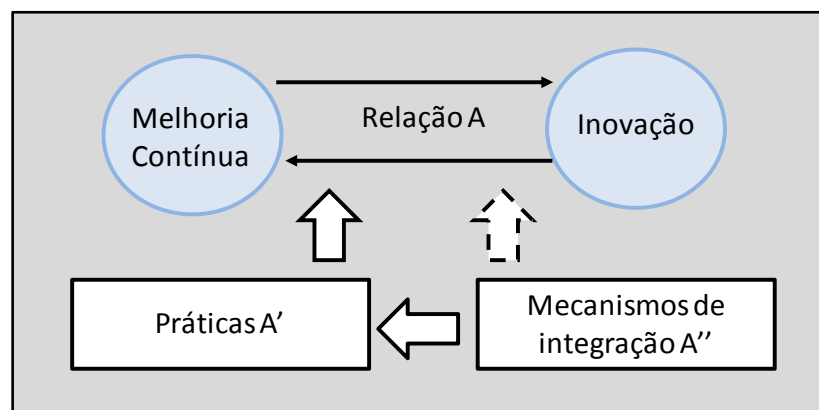 Melhoria
Contínua
Relação A
Inovação
Práticas A’
Mecanismos de
integração A’’